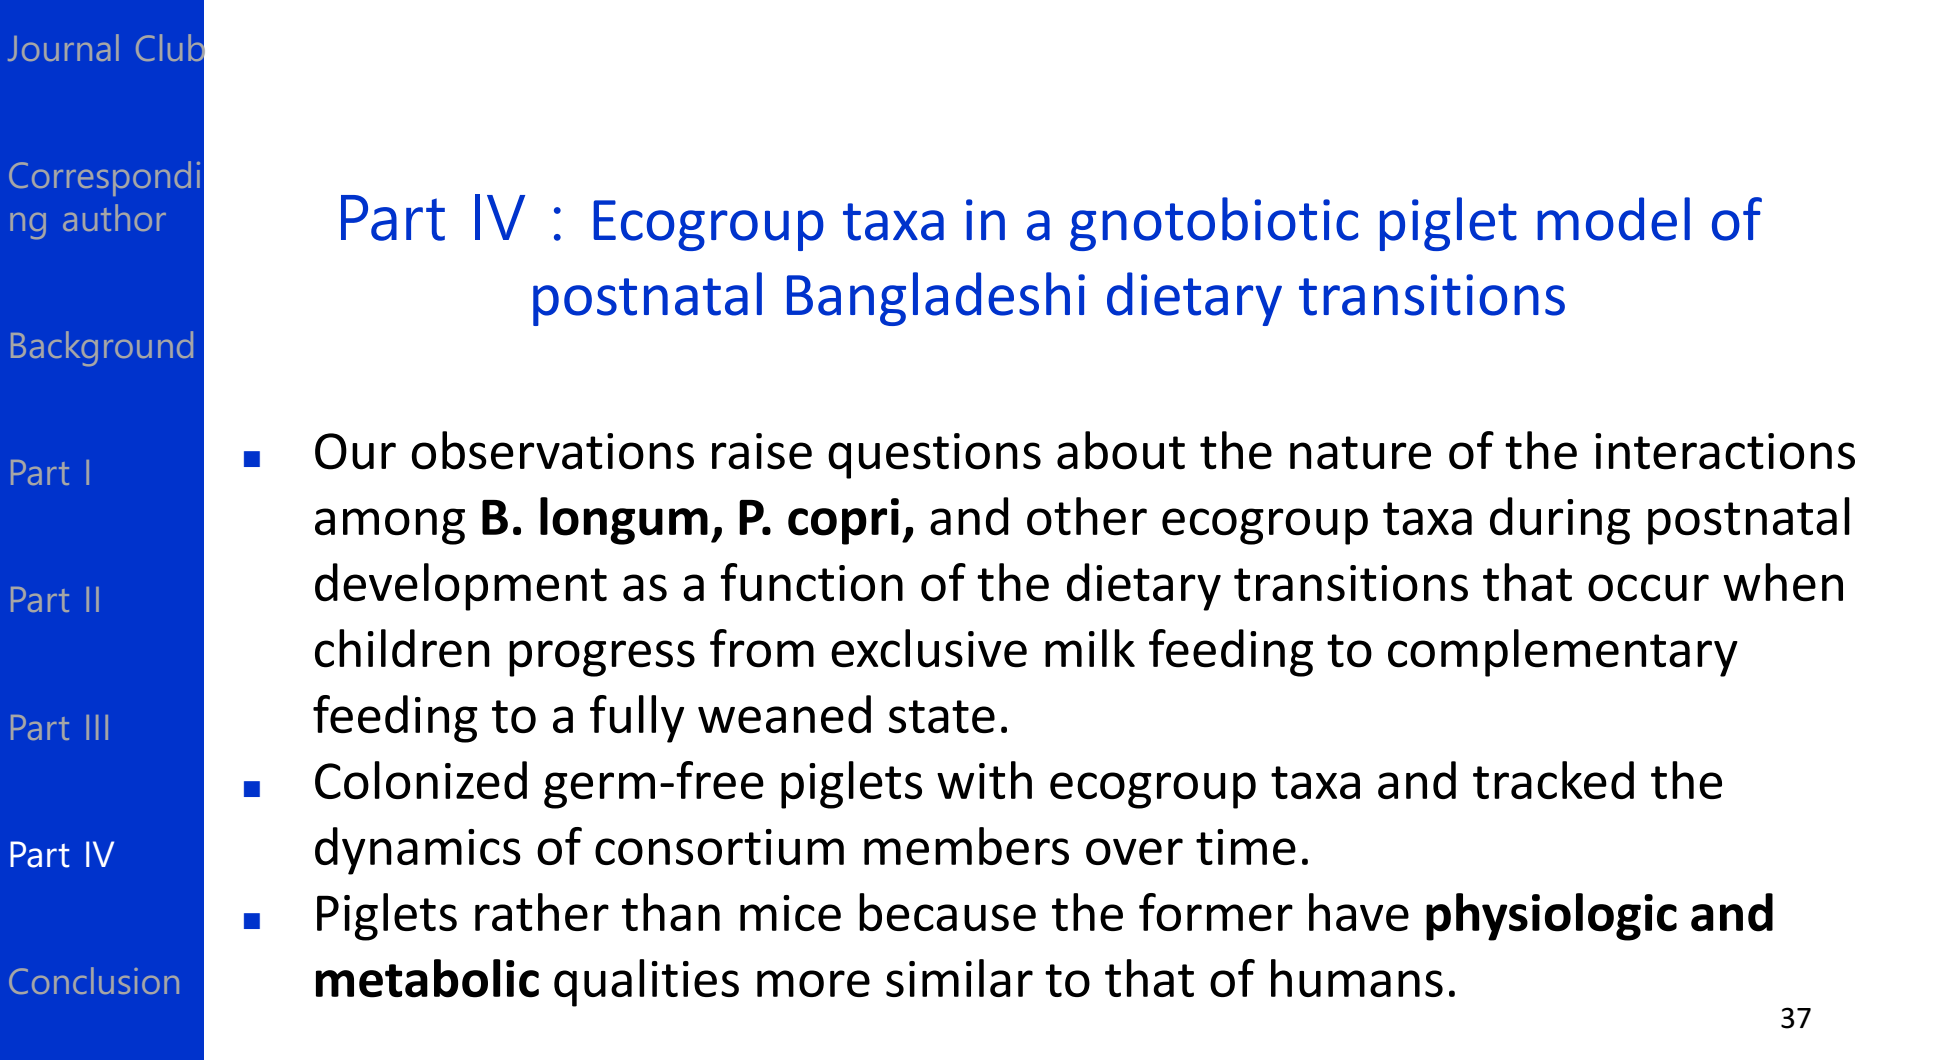 Journal Club
Correspondi
ng author
Background
Part I
Part II
Part III
Part IV
Conclusion
Part IV : Ecogroup taxa in a gnotobiotic piglet model of
postnatal Bangladeshi dietary transitions
Our observations raise questions about the nature of the interactions
among B. longum, P. copri, and other ecogroup taxa during postnatal
development as a function of the dietary transitions that occur when
children progress from exclusive milk feeding to complementary
feeding to a fully weaned state.
Colonized germ-free piglets with ecogroup taxa and tracked the
dynamics of consortium members over time.
Piglets rather than mice because the former have physiologic and
metabolic qualities more similar to that of humans.
37